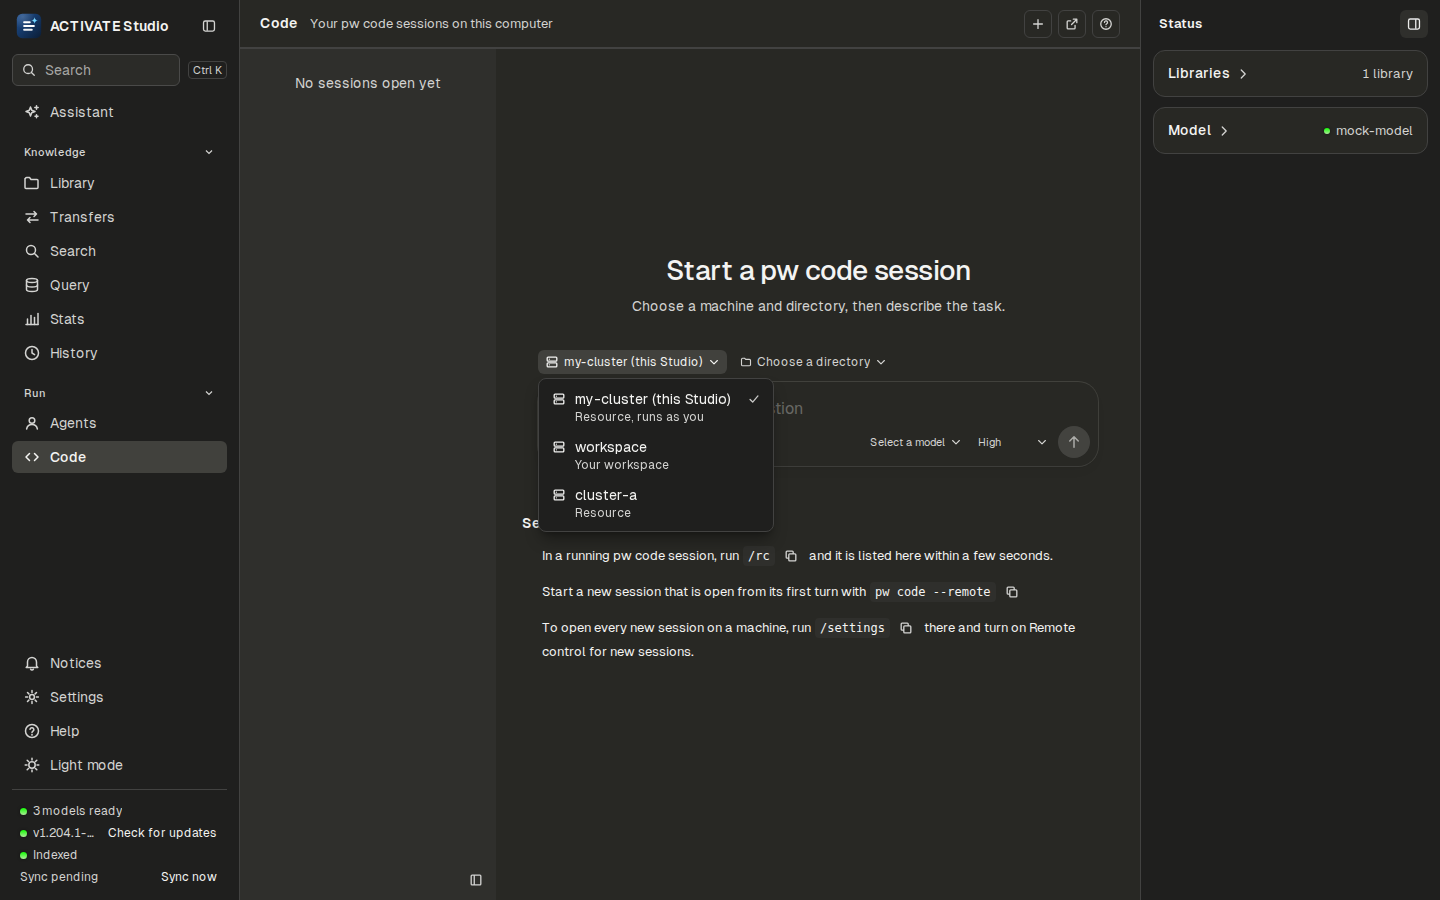 ACTIVATE Studio
Search
Ctrl K
Assistant
Knowledge
Library
Transfers
Search
Query
Stats
History
Run
Agents
Code
Notices
Settings
Help
Light mode
3 models ready
v1.204.1-... Check for updates
Indexed
Sync pending Sync now
Code Your pw code sessions on this computer
No sessions open yet
Start a pw code session
Choose a machine and directory, then describe the task.
my-cluster (this Studio) Choose a directory
my-cluster (this Studio)
Resource, runs as you
workspace
Your workspace
cluster-a
Resource
Select a model High
In a running pw code session, run /rc and it is listed here within a few seconds.
Start a new session that is open from its first turn with pw code --remote
To open every new session on a machine, run /settings there and turn on Remote
control for new sessions.
Status
Libraries 1 library
Model mock-model